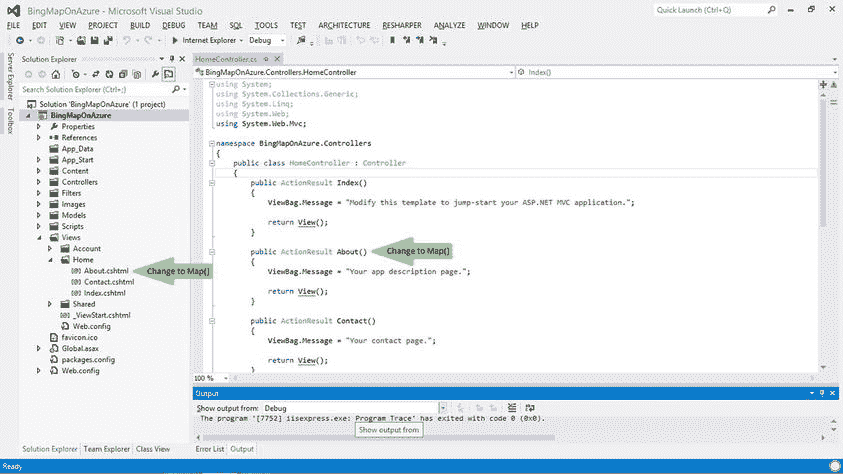 BingMapOnAzure - Microsoft Visual Studio
Quick Launch (Ctrl+Q)
FILE EDIT VIEW PROJECT BUILD DEBUG TEAM SQL TOOLS TEST ARCHITECTURE RESHARPER ANALYZE WINDOW HELP
Internet Explorer Debug
Server Explorer
Toolbox
Solution Explorer
Search Solution Explorer (Ctrl+;)
Solution 'BingMapOnAzure' (1 project)
BingMapOnAzure
Properties
References
App_Data
App_Start
Content
Controllers
Filters
Images
Models
Scripts
Views
Account
Home
About.cshtml
Change to Map()
Contact.cshtml
Index.cshtml
Shared
_ViewStart.cshtml
Web.config
favicon.ico
Global.asax
packages.config
Web.config
Solution Explorer Team Explorer Class View
HomeController.cs
BingMapOnAzure.Controllers.HomeController
Index()
using System;
using System.Collections.Generic;
using System.Linq;
using System.Web;
using System.Web.Mvc;
namespace BingMapOnAzure.Controllers
{
public class HomeController : Controller
{
public ActionResult Index()
{
ViewBag.Message = "Modify this template to jump-start your ASP.NET MVC application.";
return View();
}
public ActionResult About()
Change to Map()
{
ViewBag.Message = "Your app description page.";
return View();
}
public ActionResult Contact()
{
ViewBag.Message = "Your contact page.";
return View();
}
100 %
Output
Show output from: Debug
The program '[7752] iisexpress.exe: Program Trace' has exited with code 0 (0x0).
Show output from
Error List Output
Ready